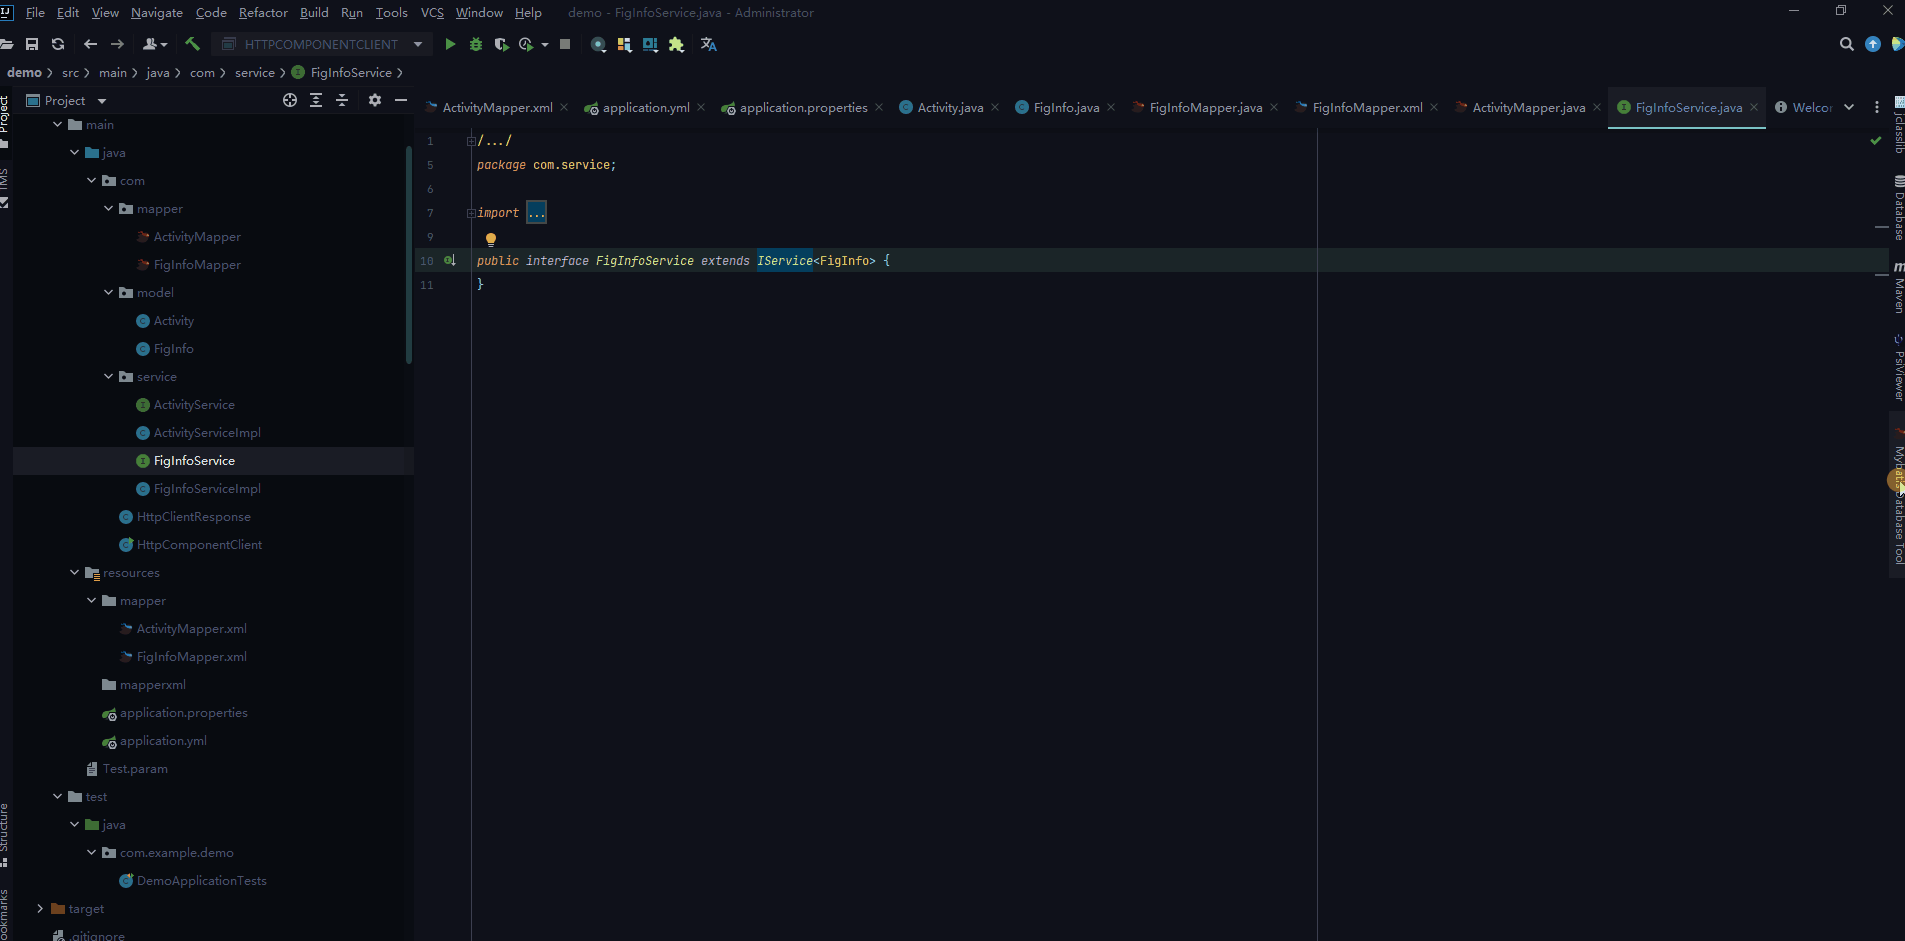 File Edit View Navigate Code Refactor Build Run Tools VCS Window Help demo - FigInfoService.java - Administrator
HTTPCOMPONENTCLIENT
demo src main java com service FigInfoService
Project
ActivityMapper.xml application.yml application.properties Activity.java FigInfo.java FigInfoMapper.java FigInfoMapper.xml ActivityMapper.java FigInfoService.java
Project
main
java
com
mapper
ActivityMapper
FigInfoMapper
model
Activity
FigInfo
service
ActivityService
ActivityServiceImpl
FigInfoService
FigInfoServiceImpl
HttpClientResponse
HttpComponentClient
resources
mapper
ActivityMapper.xml
FigInfoMapper.xml
mapperxml
application.properties
application.yml
Test.param
test
java
com.example.demo
DemoApplicationTests
target
.gitignore
Structure
1 /.../
5 package com.service;
6
7 import ...
9
10 public interface FigInfoService extends IService<FigInfo> {
11 }
jclasslib
Database
Maven
PsiViewer
Database Tool